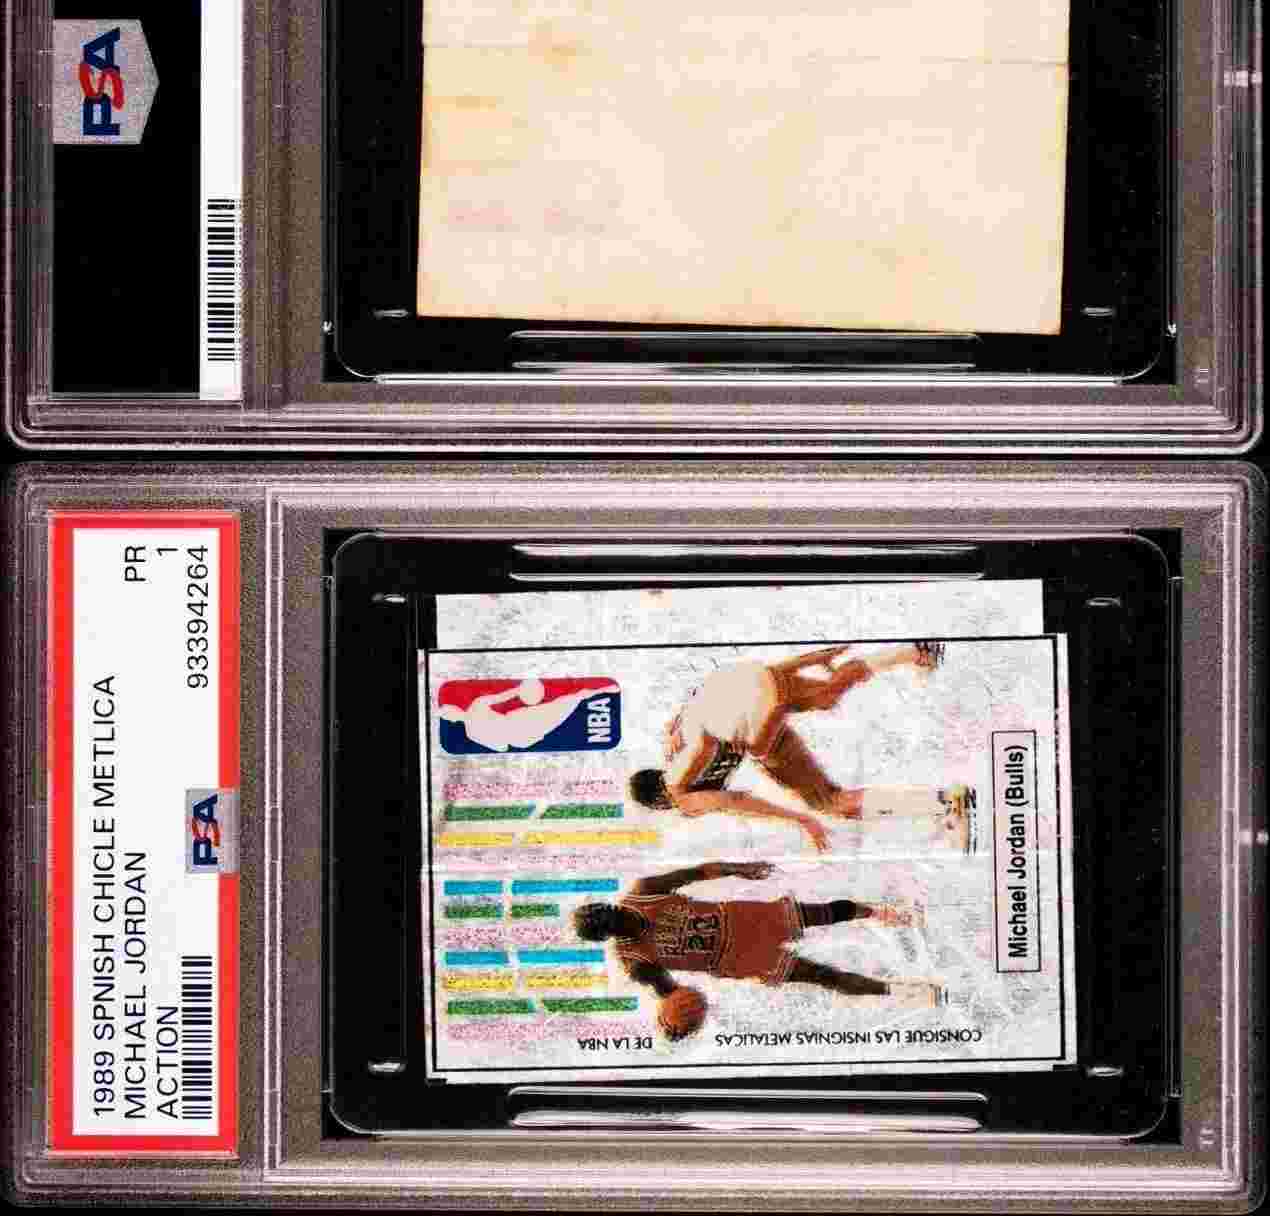 PSA
1989 SPNISH CHICLE METLICA
MICHAEL JORDAN
PR
ACTION
1
93394264
PSA
NBA
Michael Jordan (Bulls)
CONSIGUE LAS INSIGNIAS METALICAS
DE LA NBA